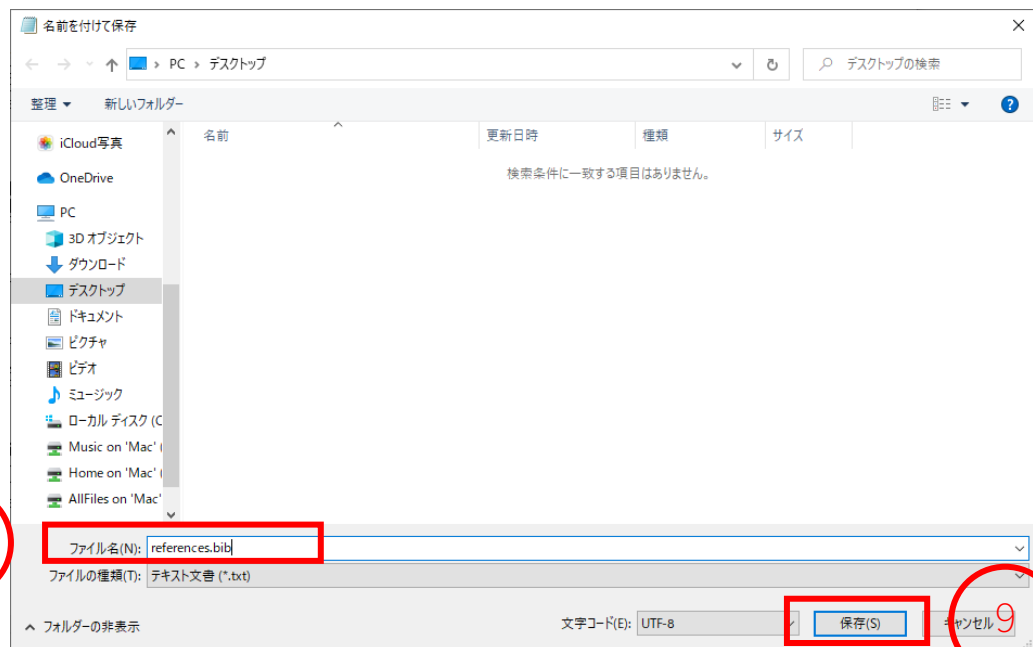 名前を付けて保存
PC › デスクトップ
デスクトップの検索
整理
新しいフォルダー
名前
更新日時
種類
サイズ
検索条件に一致する項目はありません。
iCloud写真
OneDrive
PC
3D オブジェクト
ダウンロード
デスクトップ
ドキュメント
ピクチャ
ビデオ
ミュージック
ローカル ディスク (C
Music on 'Mac' (
Home on 'Mac' (
AllFiles on 'Mac'
ファイル名(N): references.bib
ファイルの種類(T): テキスト文書 (*.txt)
フォルダーの非表示
文字コード(E): UTF-8
保存(S)
キャンセル
9